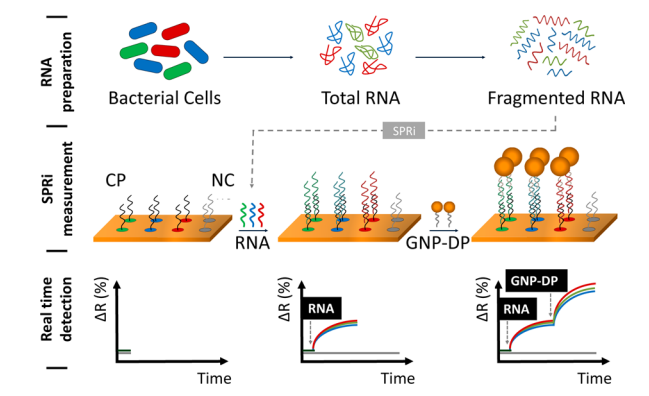 RNA
preparation
Bacterial Cells
Total RNA
Fragmented RNA
SPRi
SPRi
measurement
CP
NC
RNA
GNP-DP
Real time
detection
ΔR (%)
Time
ΔR (%)
RNA
Time
ΔR (%)
GNP-DP
RNA
Time